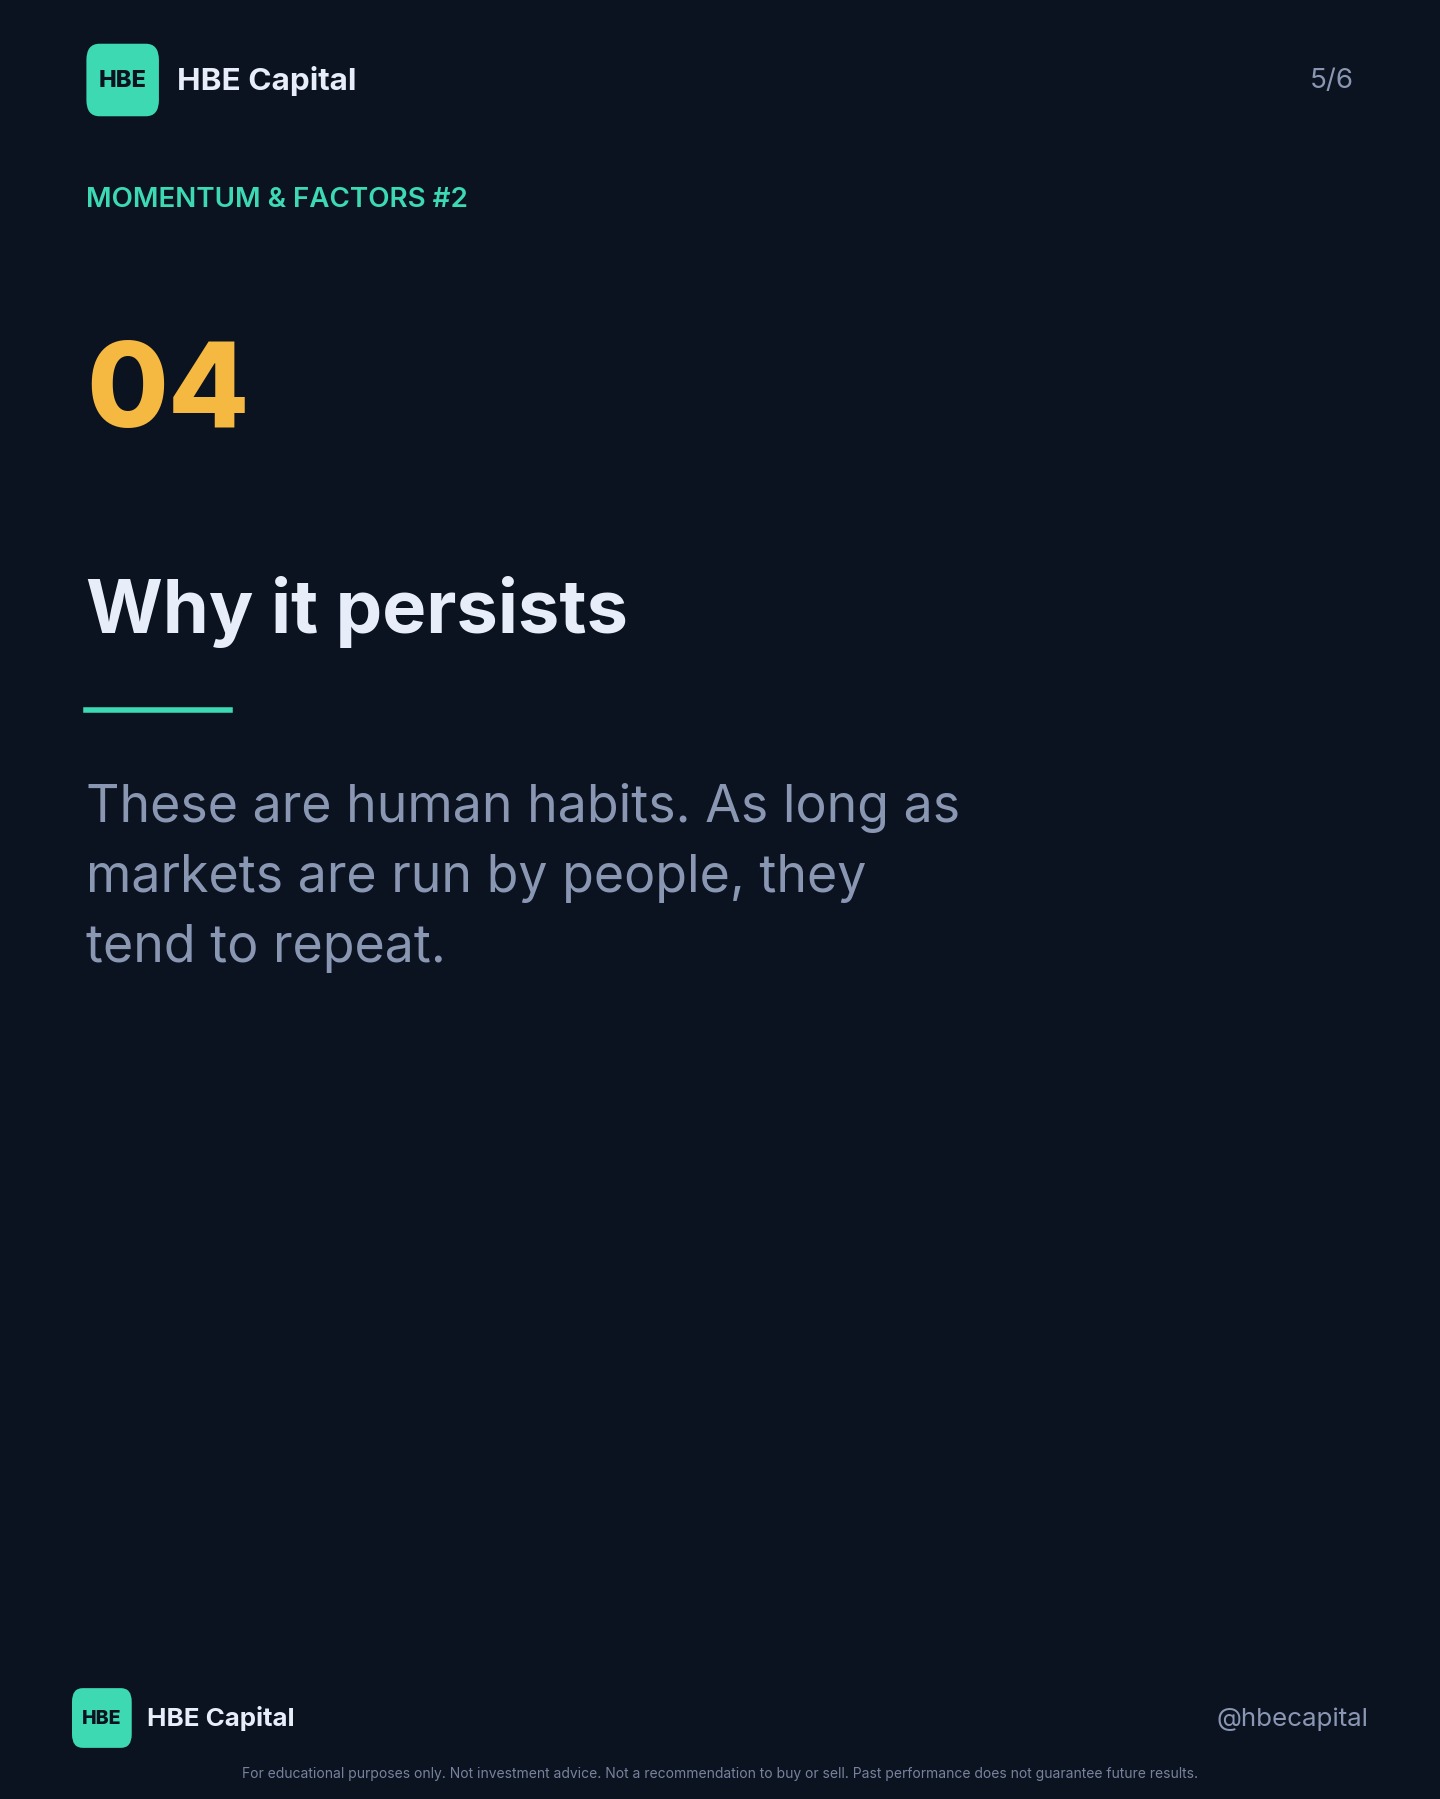 HBE
HBE Capital
5/6
MOMENTUM & FACTORS #2
04
Why it persists
These are human habits. As long as
markets are run by people, they
tend to repeat.
HBE
HBE Capital
@hbecapital
For educational purposes only. Not investment advice. Not a recommendation to buy or sell. Past performance does not guarantee future results.